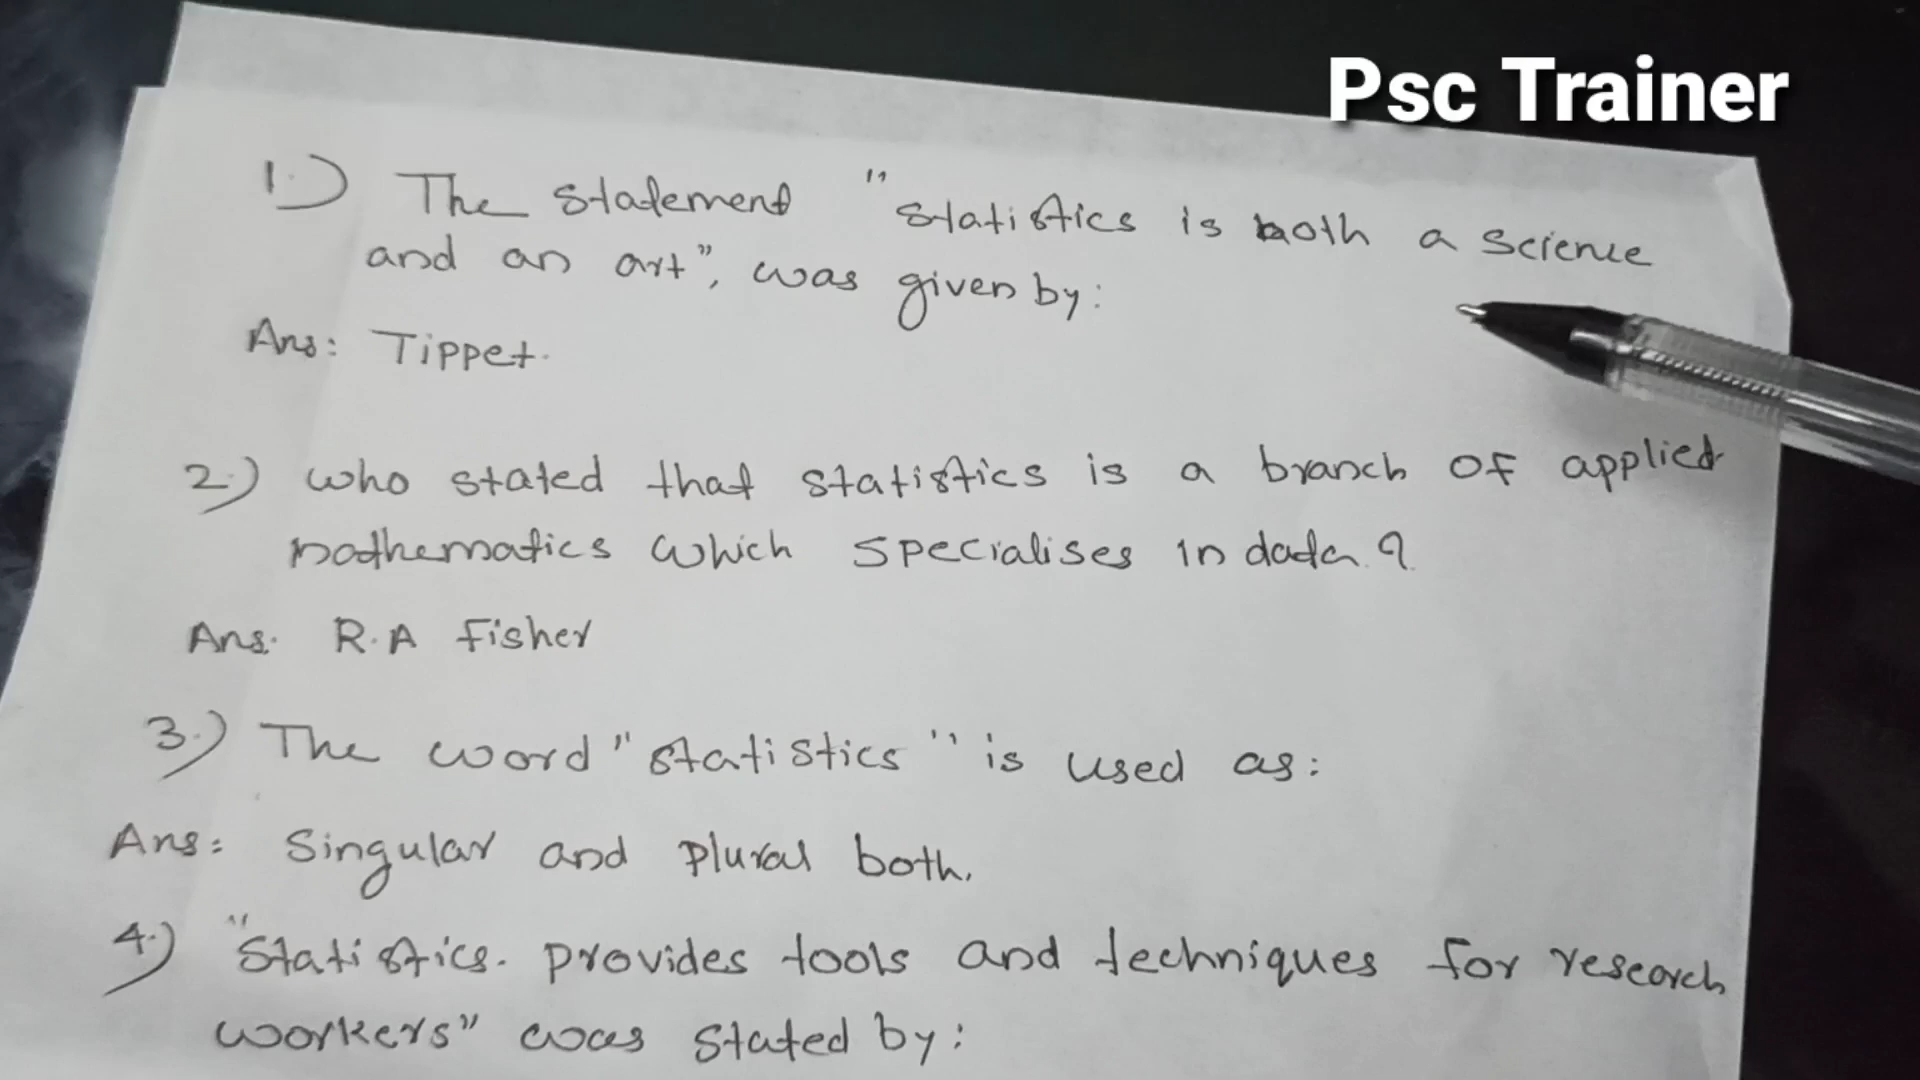 Psc Trainer
1.) The statement "statistics is both a science
and an art", was given by:
Ans: Tippet.
2.) who stated that statistics is a branch of applied
mathematics which specialises in data ?
Ans. R.A Fisher
3.) The word "statistics" is used as:
Ans: Singular and plural both.
4.) "Statistics. provides tools and techniques for research
workers" was stated by: